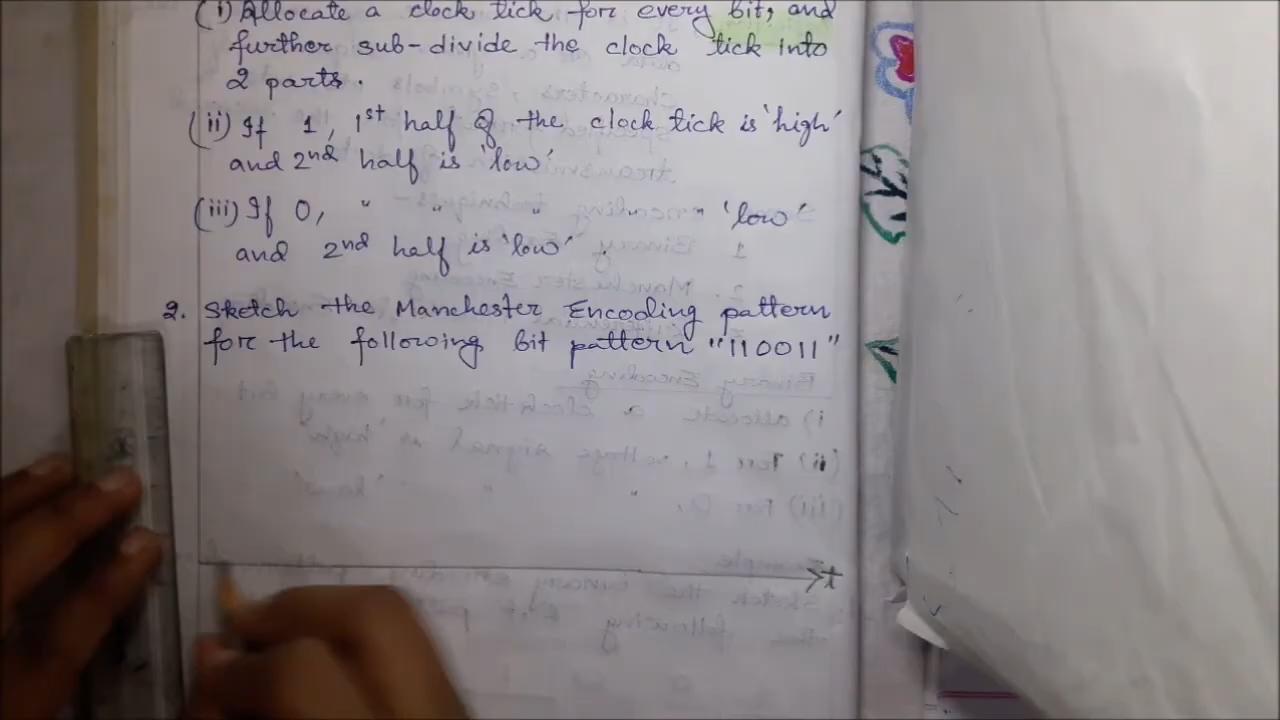 (i) Allocate a clock tick for every bit, and
further sub-divide the clock tick into
2 parts.
(ii) If 1, 1st half of the clock tick is 'high'
and 2nd half is 'low'
(iii) If 0, " " " " 'low'
and 2nd half is 'low'.
2. Sketch the Manchester Encoding pattern
for the following bit pattern "110011"
t